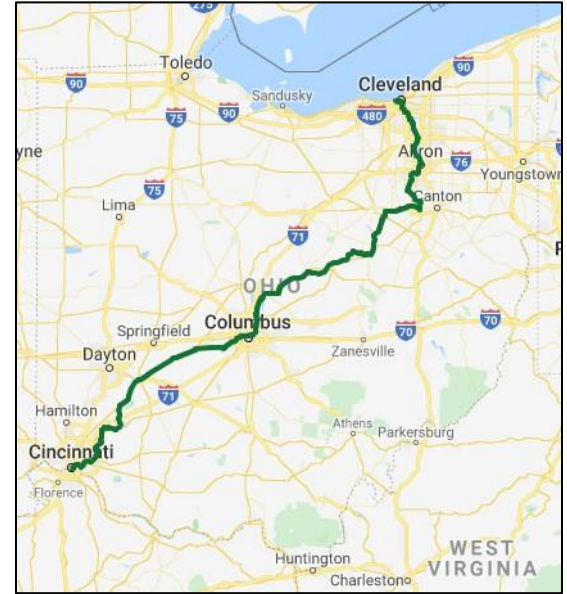 275
Toledo
90
Cleveland
90
Sandusky
75
90
480
yne
Akron
76
Youngstown
75
Lima
Canton
71
OHIO
Columbus
70
70
Springfield
Zanesville
Dayton
71
Hamilton
Athens
Parkersburg
Cincinnati
Florence
WEST
VIRGINIA
Huntington
Charleston